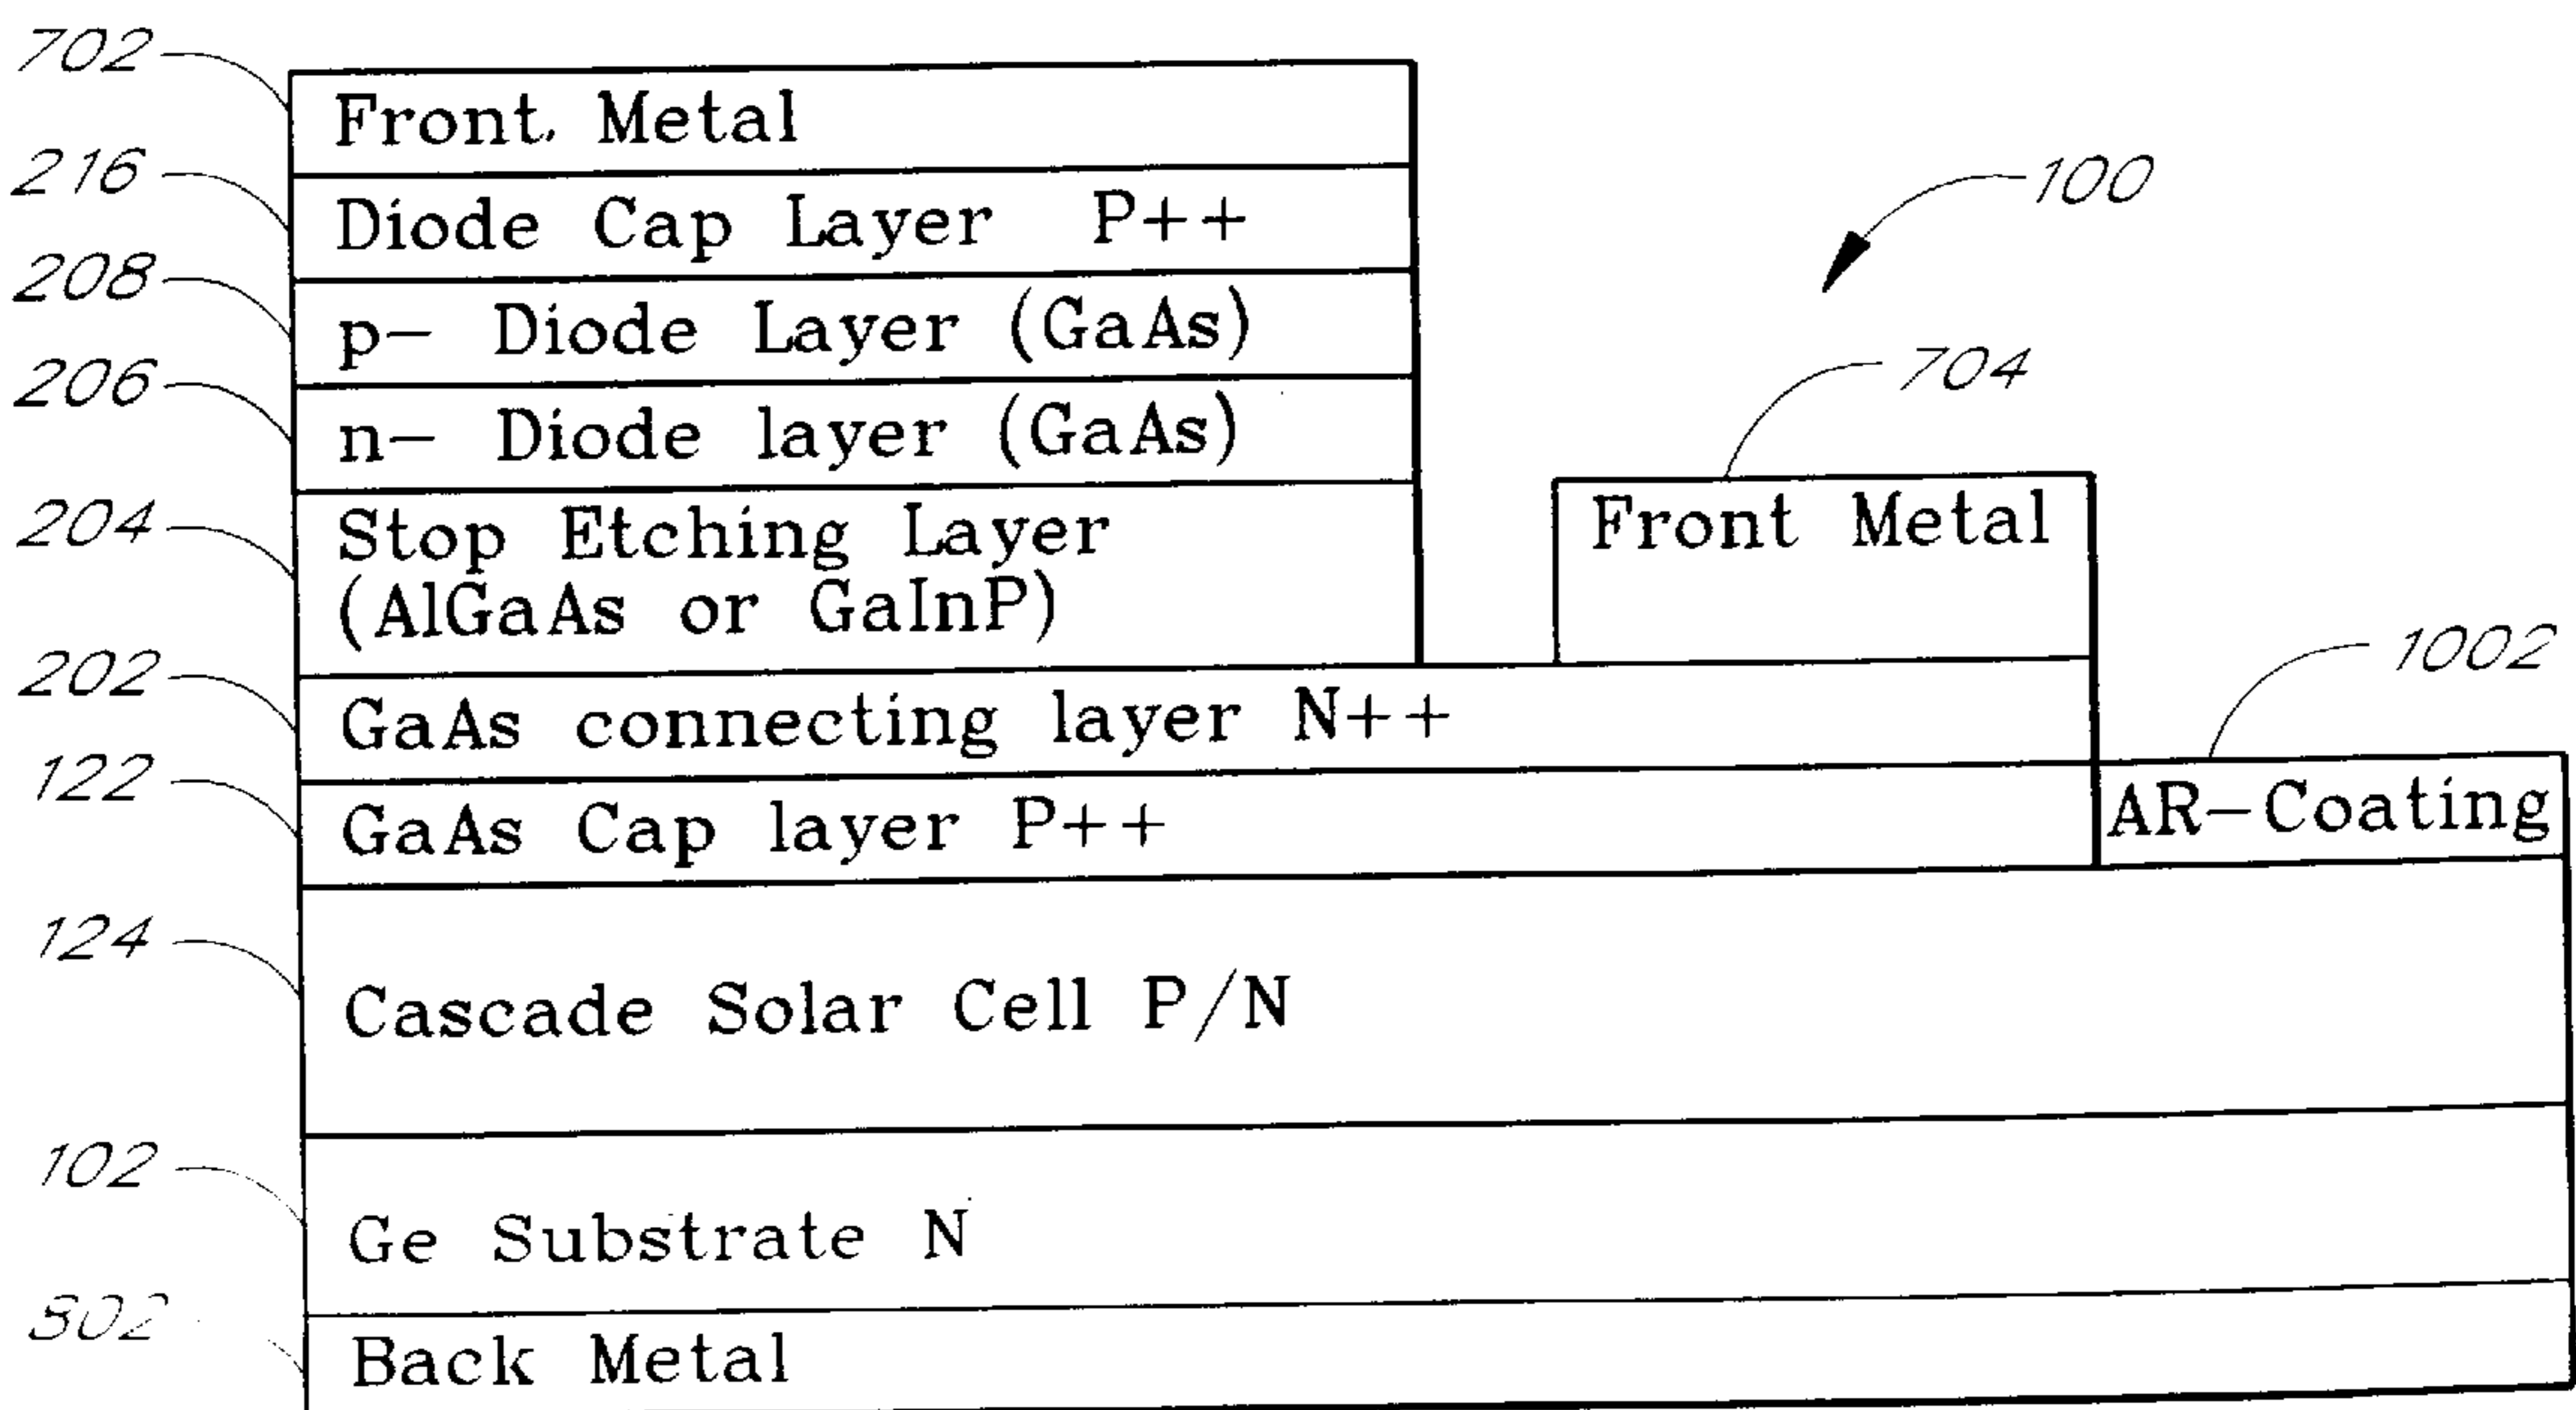 702
Front Metal
216
Diode Cap Layer P++
100
208
p- Diode Layer (GaAs)
206
n- Diode layer (GaAs)
704
204
Stop Etching Layer
(AlGaAs or GaInP)
Front Metal
202
GaAs connecting layer N++
1002
122
GaAs Cap layer P++
AR-Coating
124
Cascade Solar Cell P/N
102
Ge Substrate N
802
Back Metal